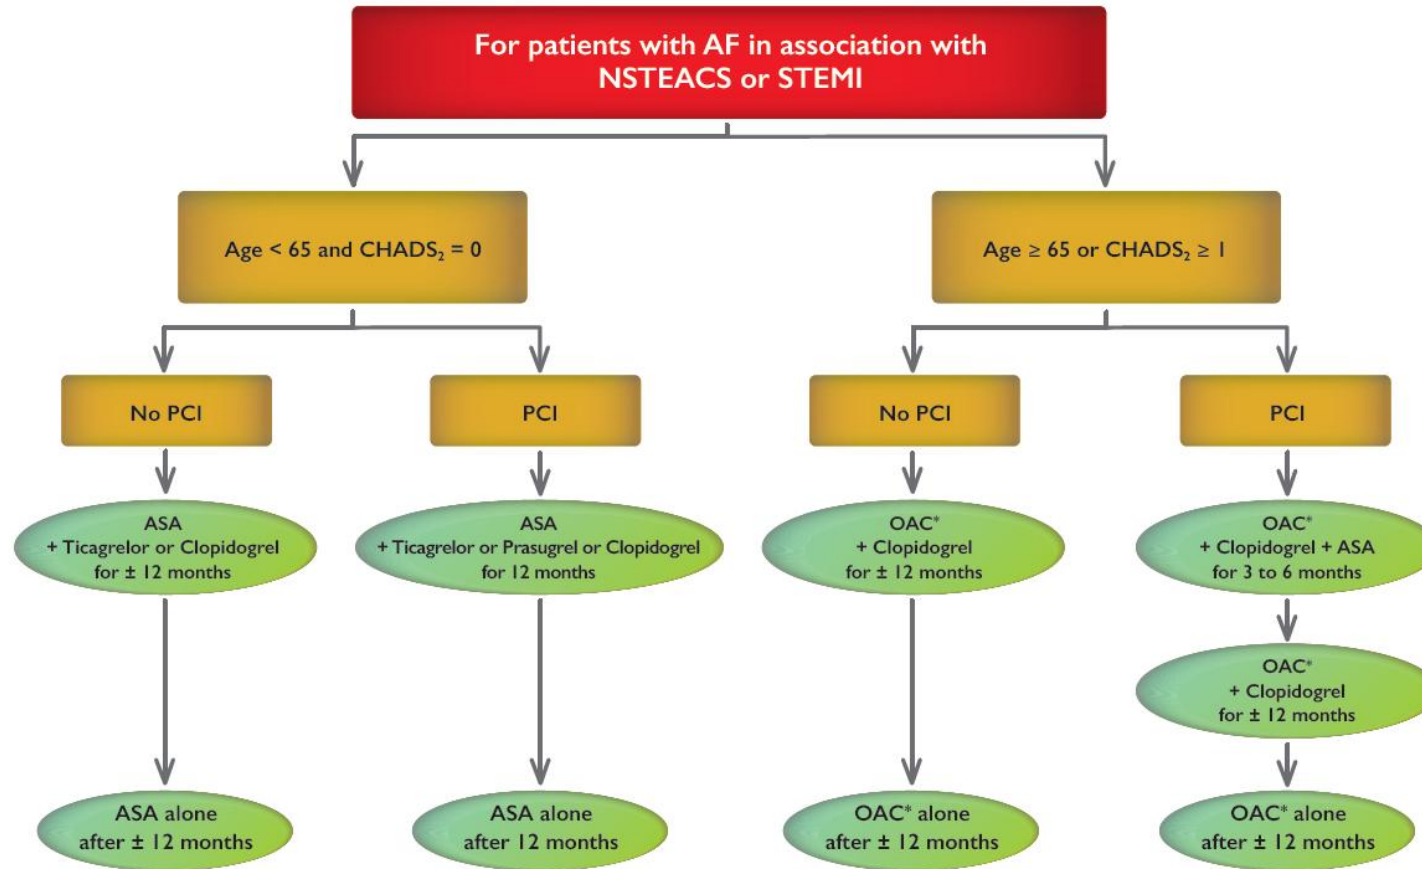 For patients with AF in association with
NSTEACS or STEMI
Age < 65 and CHADS₂ = 0
Age ≥ 65 or CHADS₂ ≥ 1
No PCI
PCI
No PCI
PCI
ASA
+ Ticagrelor or Clopidogrel
for ± 12 months
ASA
+ Ticagrelor or Prasugrel or Clopidogrel
for 12 months
OAC*
+ Clopidogrel
for ± 12 months
OAC*
+ Clopidogrel + ASA
for 3 to 6 months
OAC*
+ Clopidogrel
for ± 12 months
ASA alone
after ± 12 months
ASA alone
after 12 months
OAC* alone
after ± 12 months
OAC* alone
after ± 12 months